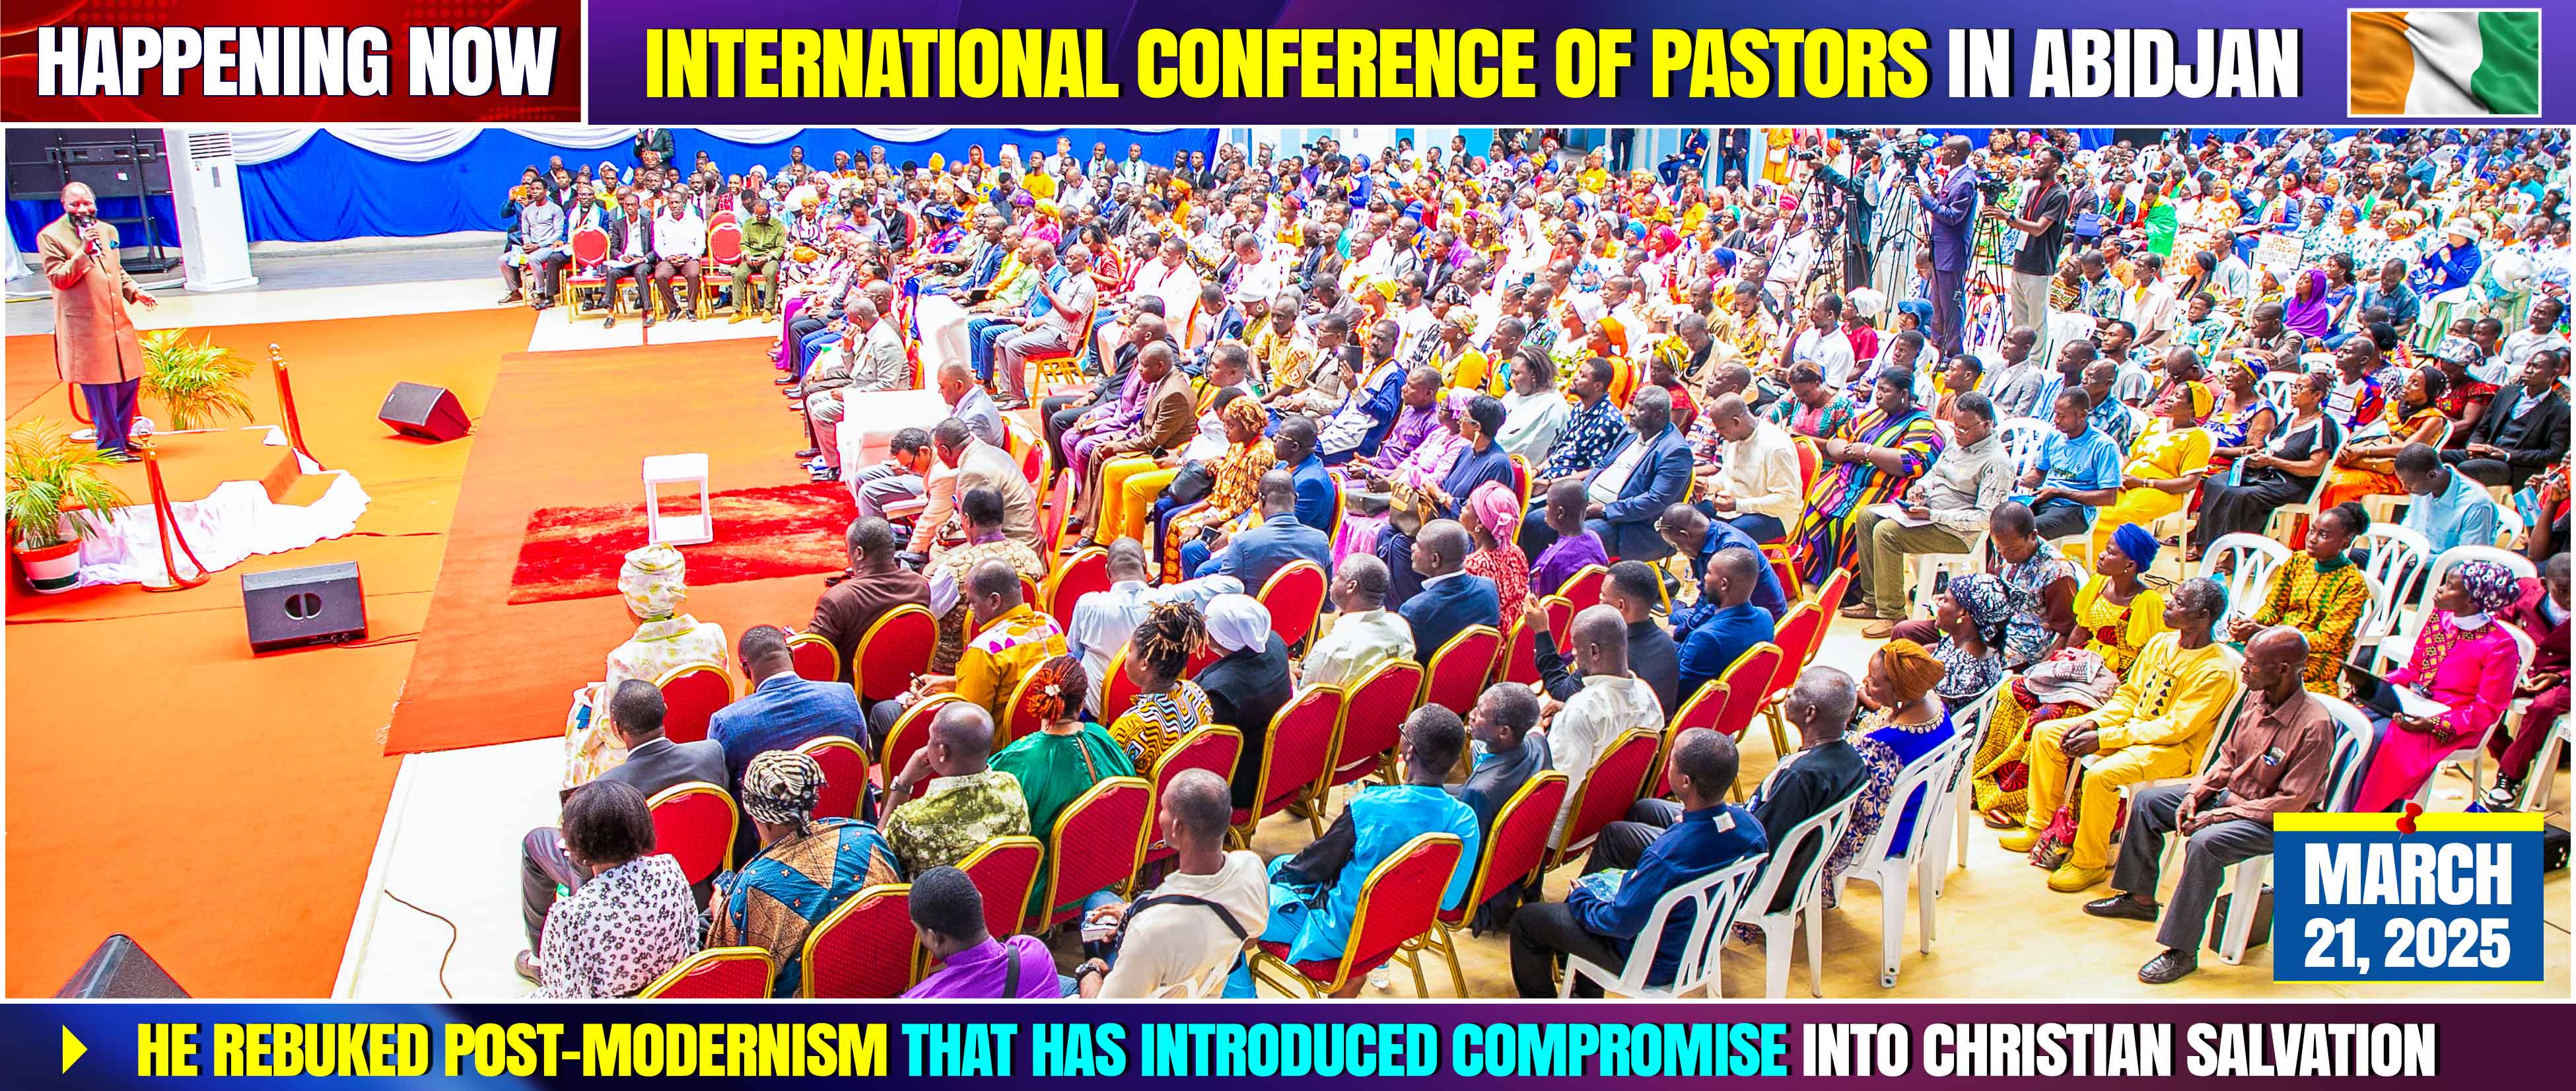 HAPPENING NOW
INTERNATIONAL CONFERENCE OF PASTORS IN ABIDJAN
MARCH
21, 2025
HE REBUKED POST-MODERNISM THAT HAS INTRODUCED COMPROMISE INTO CHRISTIAN SALVATION